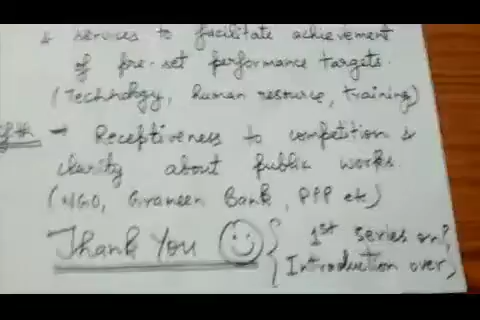 & services to facilitate achievement
of pre-set performance targets.
(Technology, human resource, training)
fth - Receptiveness to competition &
clarity about public works.
(NGO, Grameen Bank, PPP etc)
Thank You
1st series on
Introduction over